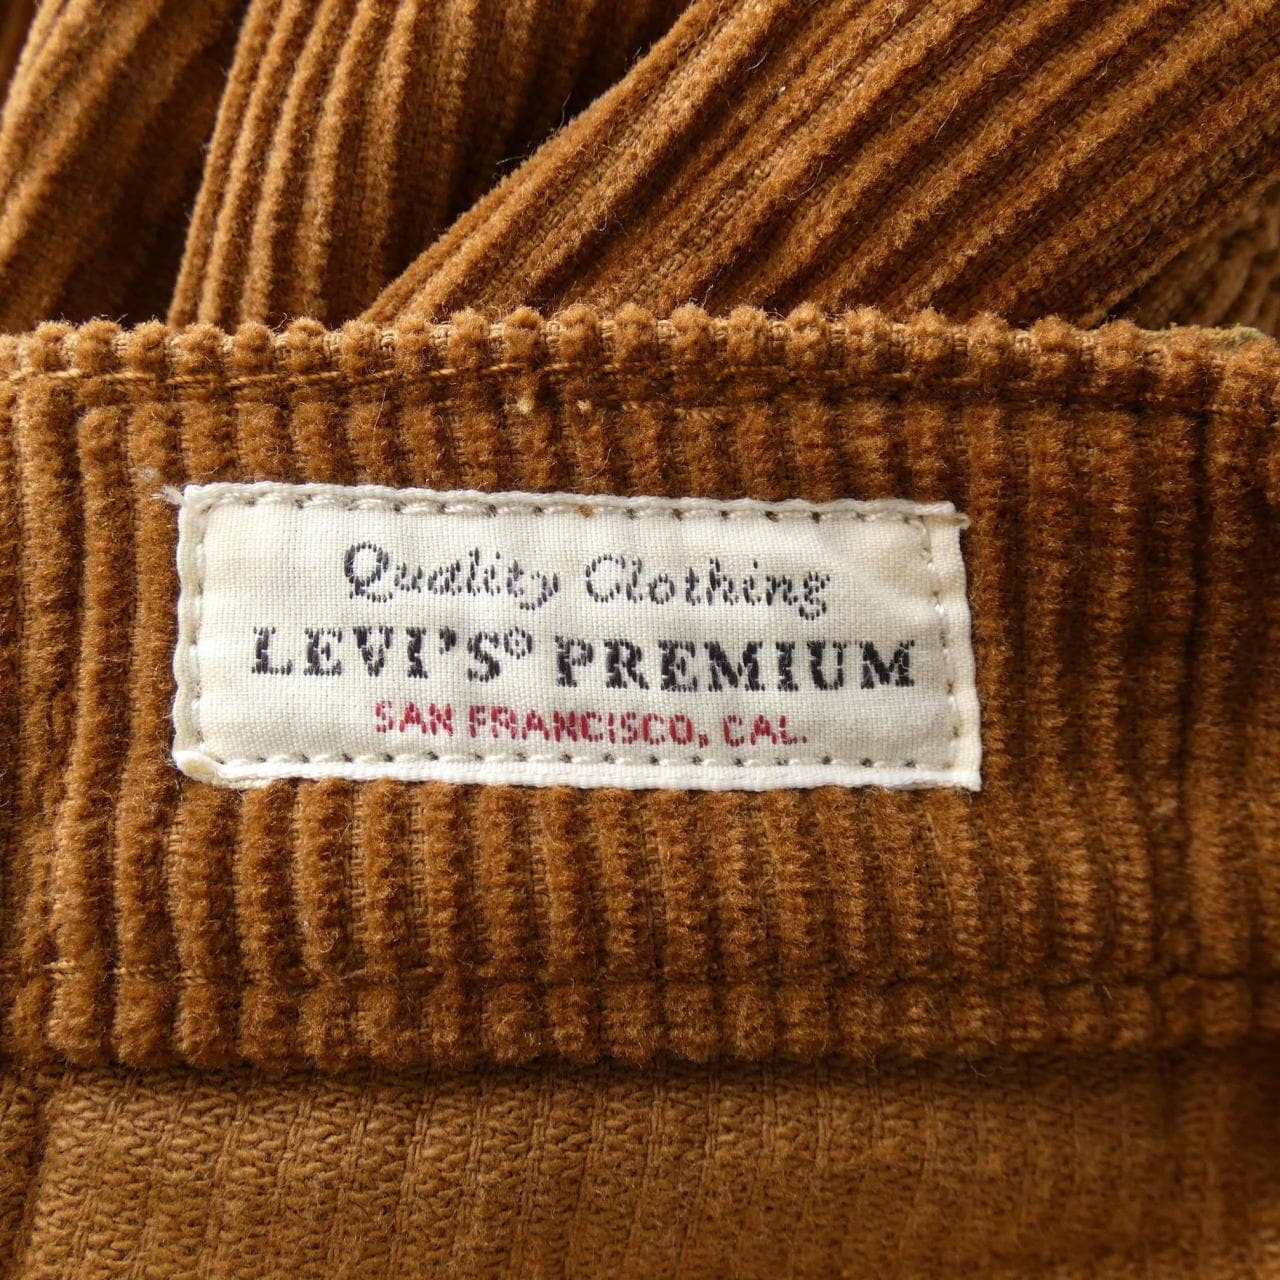 Quality Clothing
LEVI'S® PREMIUM
SAN FRANCISCO, CAL.